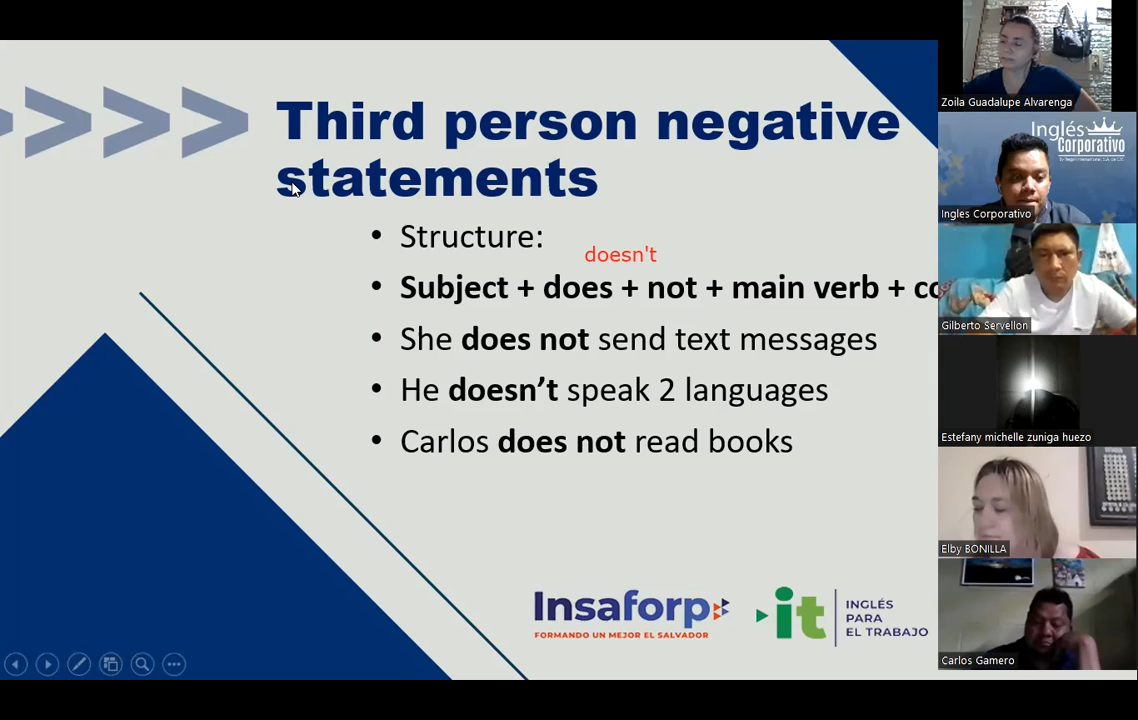 Third person negative
statements
• Structure:
doesn't
• Subject + does + not + main verb + co
• She does not send text messages
• He doesn’t speak 2 languages
• Carlos does not read books
Insaforp
FORMANDO UN MEJOR EL SALVADOR
it
INGLÉS
PARA
EL TRABAJO
Zoila Guadalupe Alvarenga
Inglés
Corporativo
Ingles Corporativo
Gilberto Servellon
Estefany michelle zuniga huezo
Elby BONILLA
Carlos Gamero